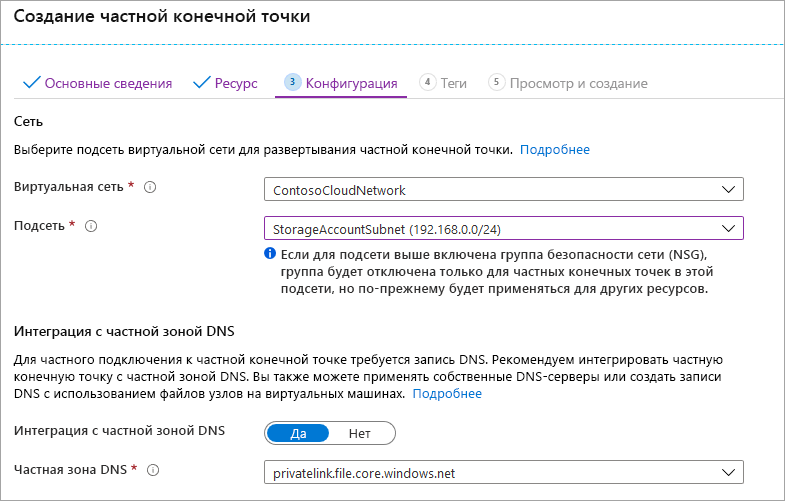 Создание частной конечной точки
Основные сведения
Ресурс
3 Конфигурация
4 Теги
5 Просмотр и создание
Сеть
Выберите подсеть виртуальной сети для развертывания частной конечной точки. Подробнее
Виртуальная сеть * ContosoCloudNetwork
Подсеть * StorageAccountSubnet (192.168.0.0/24)
Если для подсети выше включена группа безопасности сети (NSG),
группа будет отключена только для частных конечных точек в этой
подсети, но по-прежнему будет применяться для других ресурсов.
Интеграция с частной зоной DNS
Для частного подключения к частной конечной точке требуется запись DNS. Рекомендуем интегрировать частную
конечную точку с частной зоной DNS. Вы также можете применять собственные DNS-серверы или создать записи
DNS с использованием файлов узлов на виртуальных машинах. Подробнее
Интеграция с частной зоной DNS Да Нет
Частная зона DNS * privatelink.file.core.windows.net